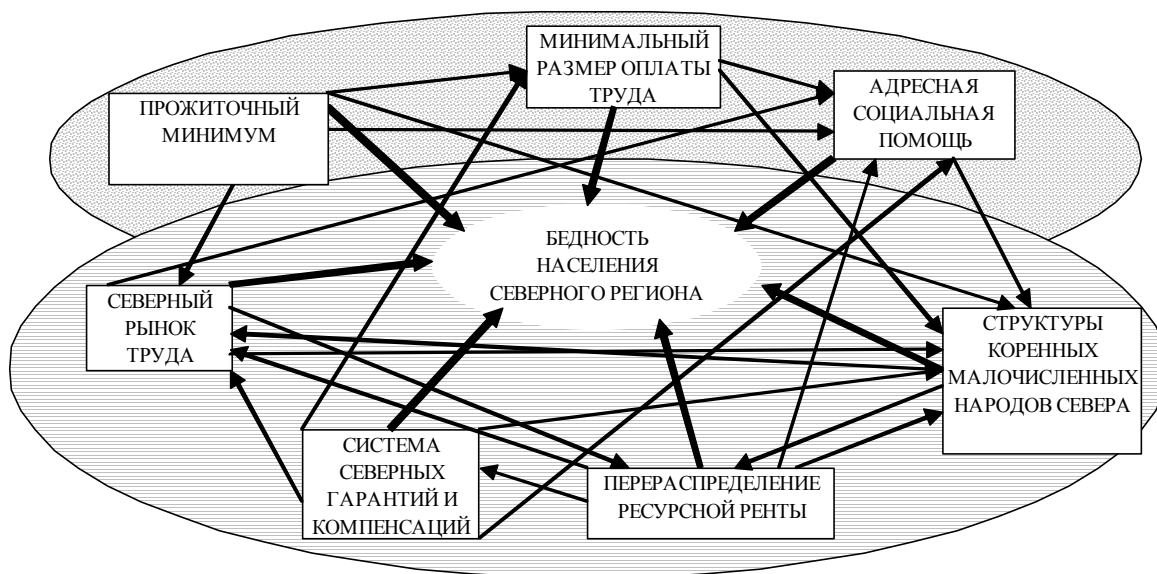 МИНИМАЛЬНЫЙ
РАЗМЕР ОПЛАТЫ
ТРУДА
ПРОЖИТОЧНЫЙ
МИНИМУМ
АДРЕСНАЯ
СОЦИАЛЬНАЯ
ПОМОЩЬ
БЕДНОСТЬ
НАСЕЛЕНИЯ
СЕВЕРНОГО РЕГИОНА
СЕВЕРНЫЙ
РЫНОК
ТРУДА
СТРУКТУРЫ
КОРЕННЫХ
МАЛОЧИСЛЕННЫХ
НАРОДОВ СЕВЕРА
СИСТЕМА
СЕВЕРНЫХ
ГАРАНТИЙ И
КОМПЕНСАЦИЙ
ПЕРЕРАСПРЕДЕЛЕНИЕ
РЕСУРСНОЙ РЕНТЫ